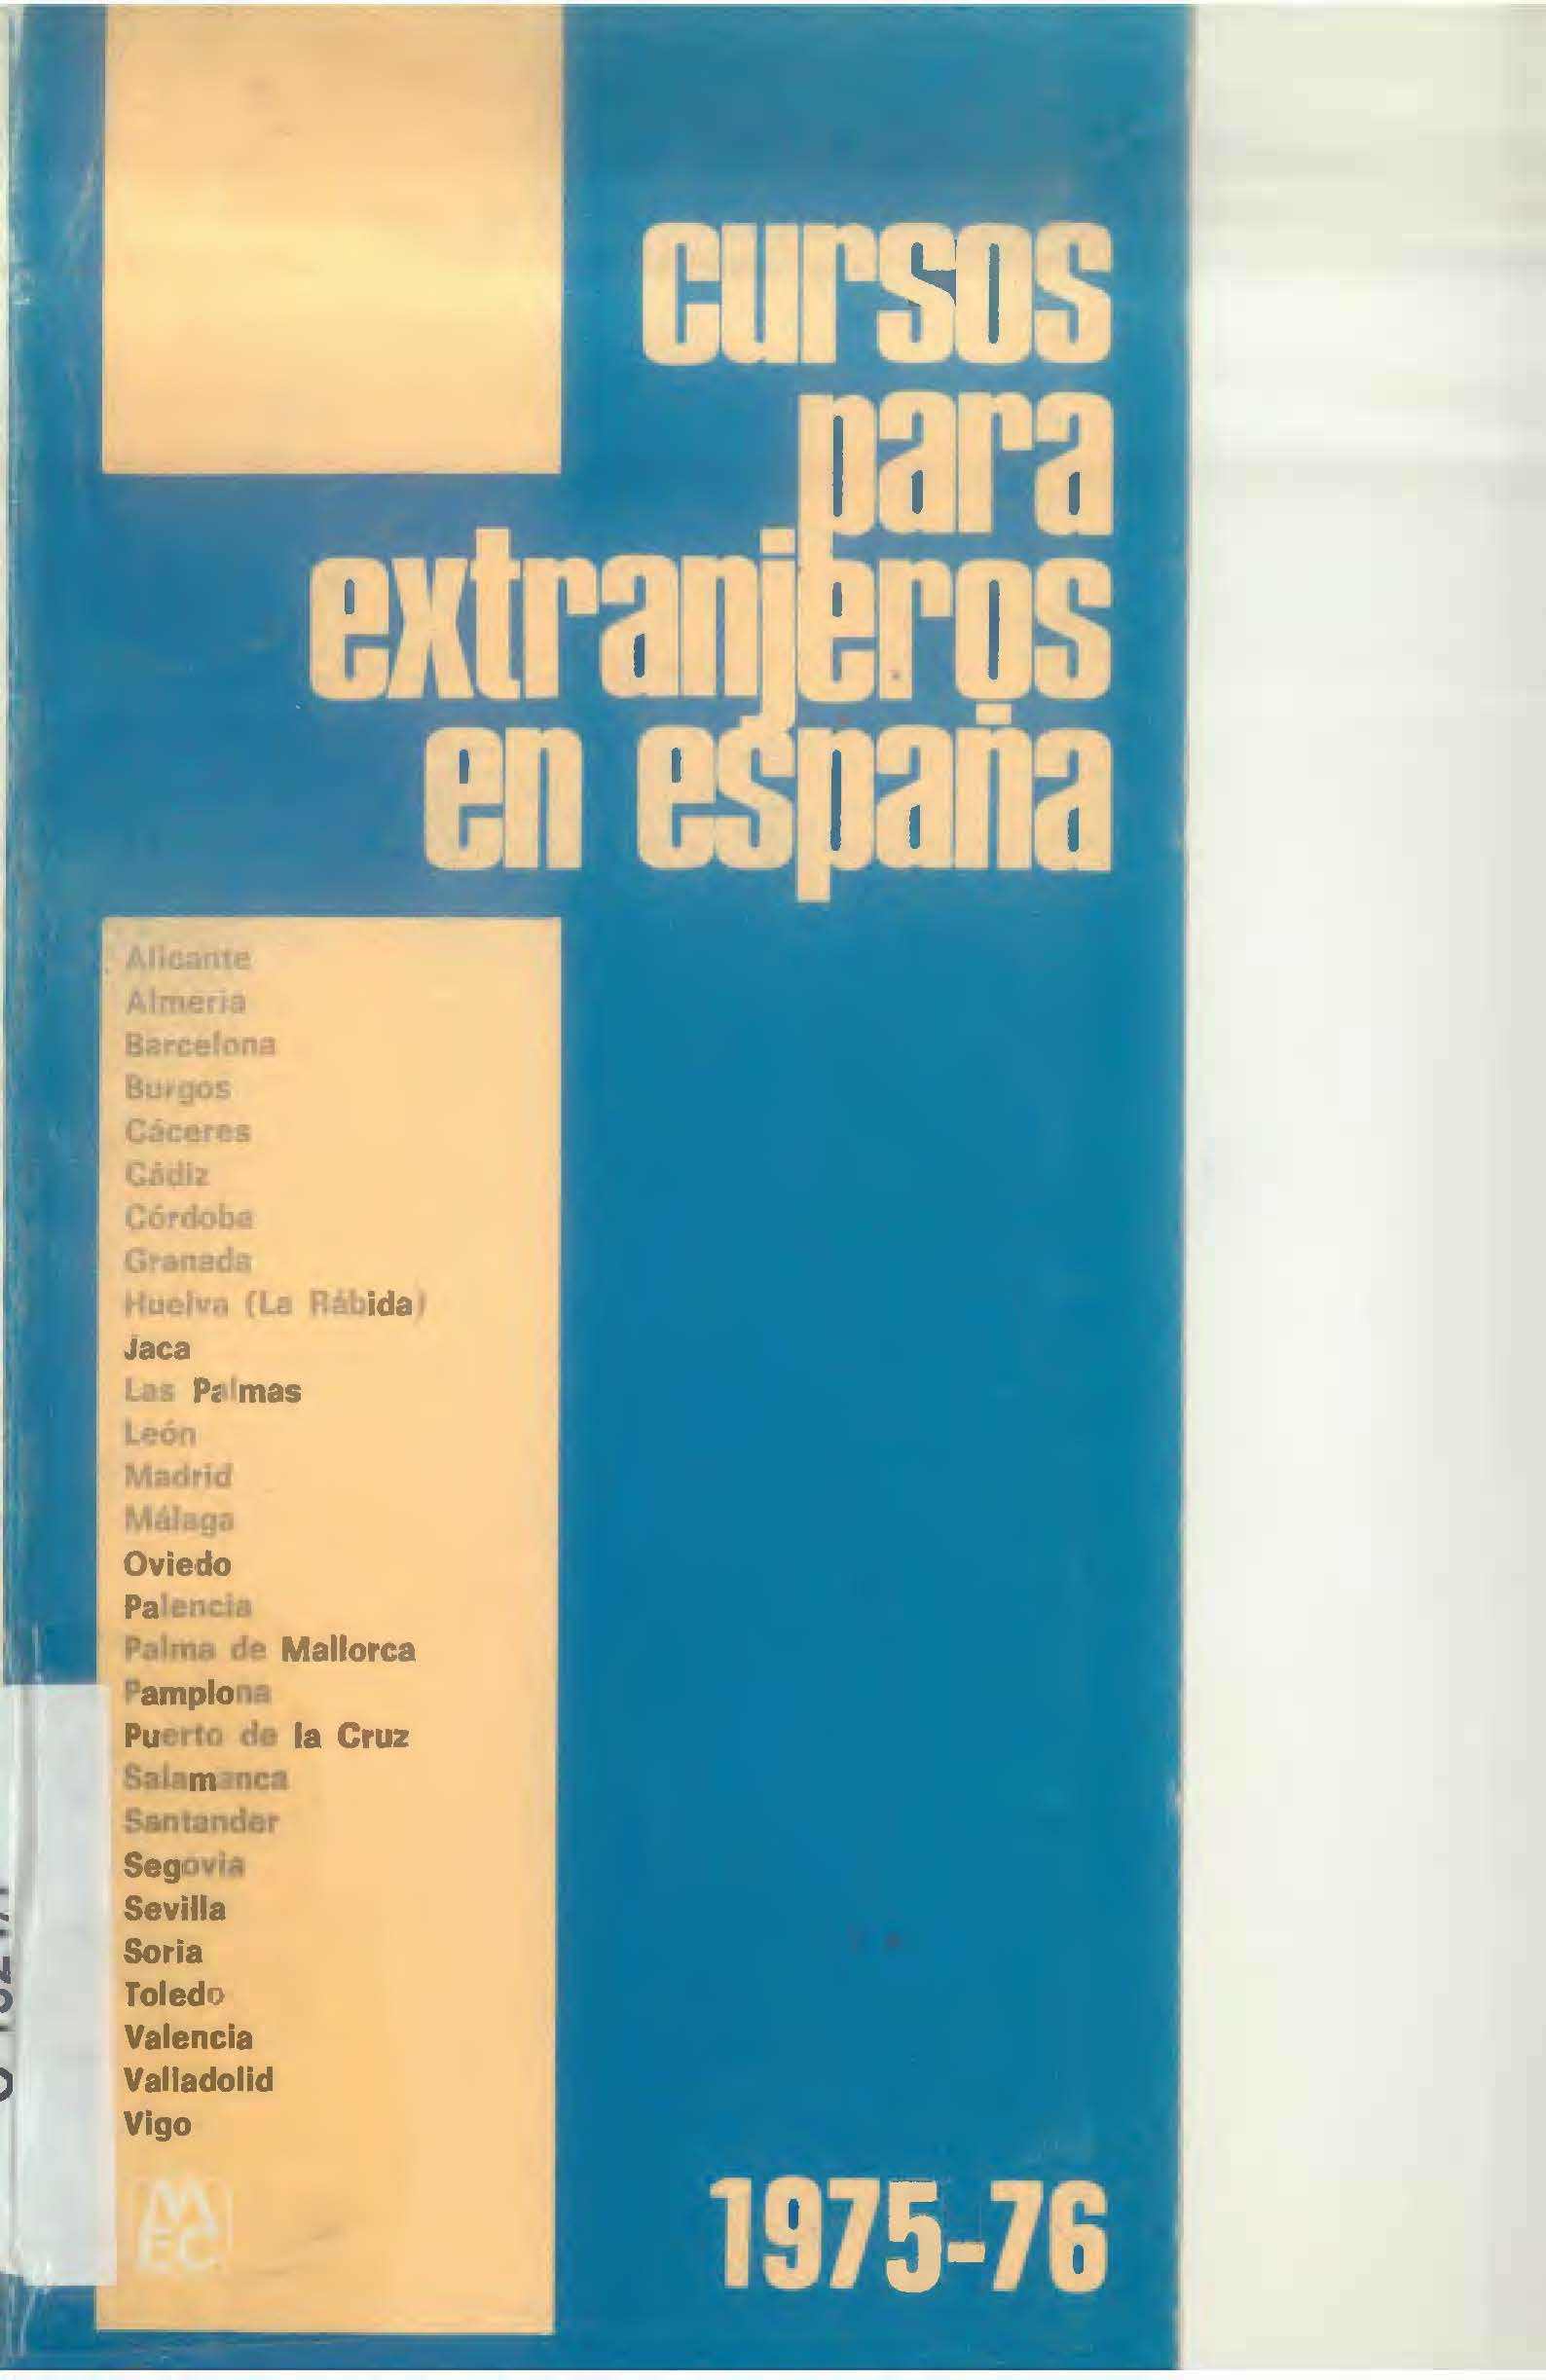 cursos
para
extranjeros
en españa
Alicante
Almería
Barcelona
Burgos
Cáceres
Cádiz
Córdoba
Granada
Huelva (La Rábida)
Jaca
Las Palmas
León
Madrid
Málaga
Oviedo
Palencia
Palma de Mallorca
Pamplona
Puerto de la Cruz
Salamanca
Santander
Segovia
Sevilla
Soria
Toledo
Valencia
Valladolid
Vigo
M
EC
1975-76